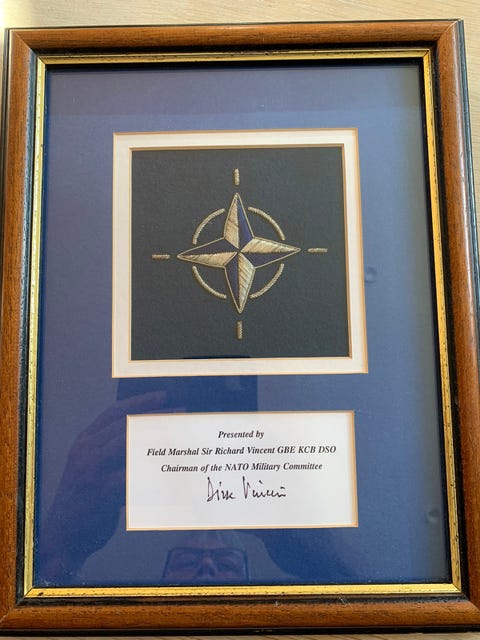 Presented by
Field Marshal Sir Richard Vincent GBE KCB DSO
Chairman of the NATO Military Committee
Dick Vincent